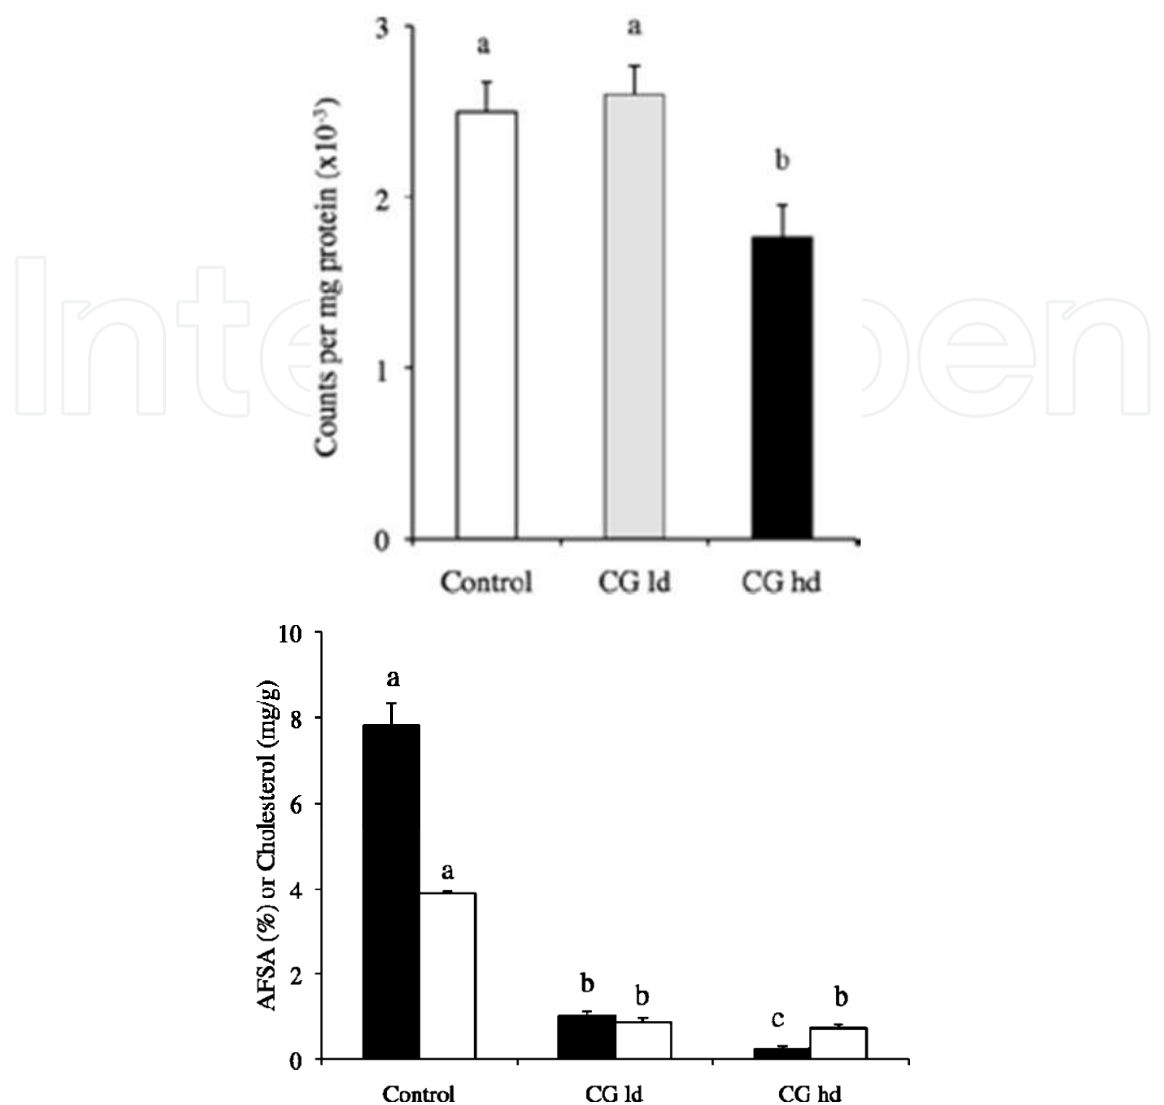 3
a
a
b
2
1
0
Counts per mg protein (x10⁻³)
Control CG ld CG hd
10
a
8
6
4
a
2
b
b
c
b
0
AFSA (%) or Cholesterol (mg/g)
Control CG ld CG hd